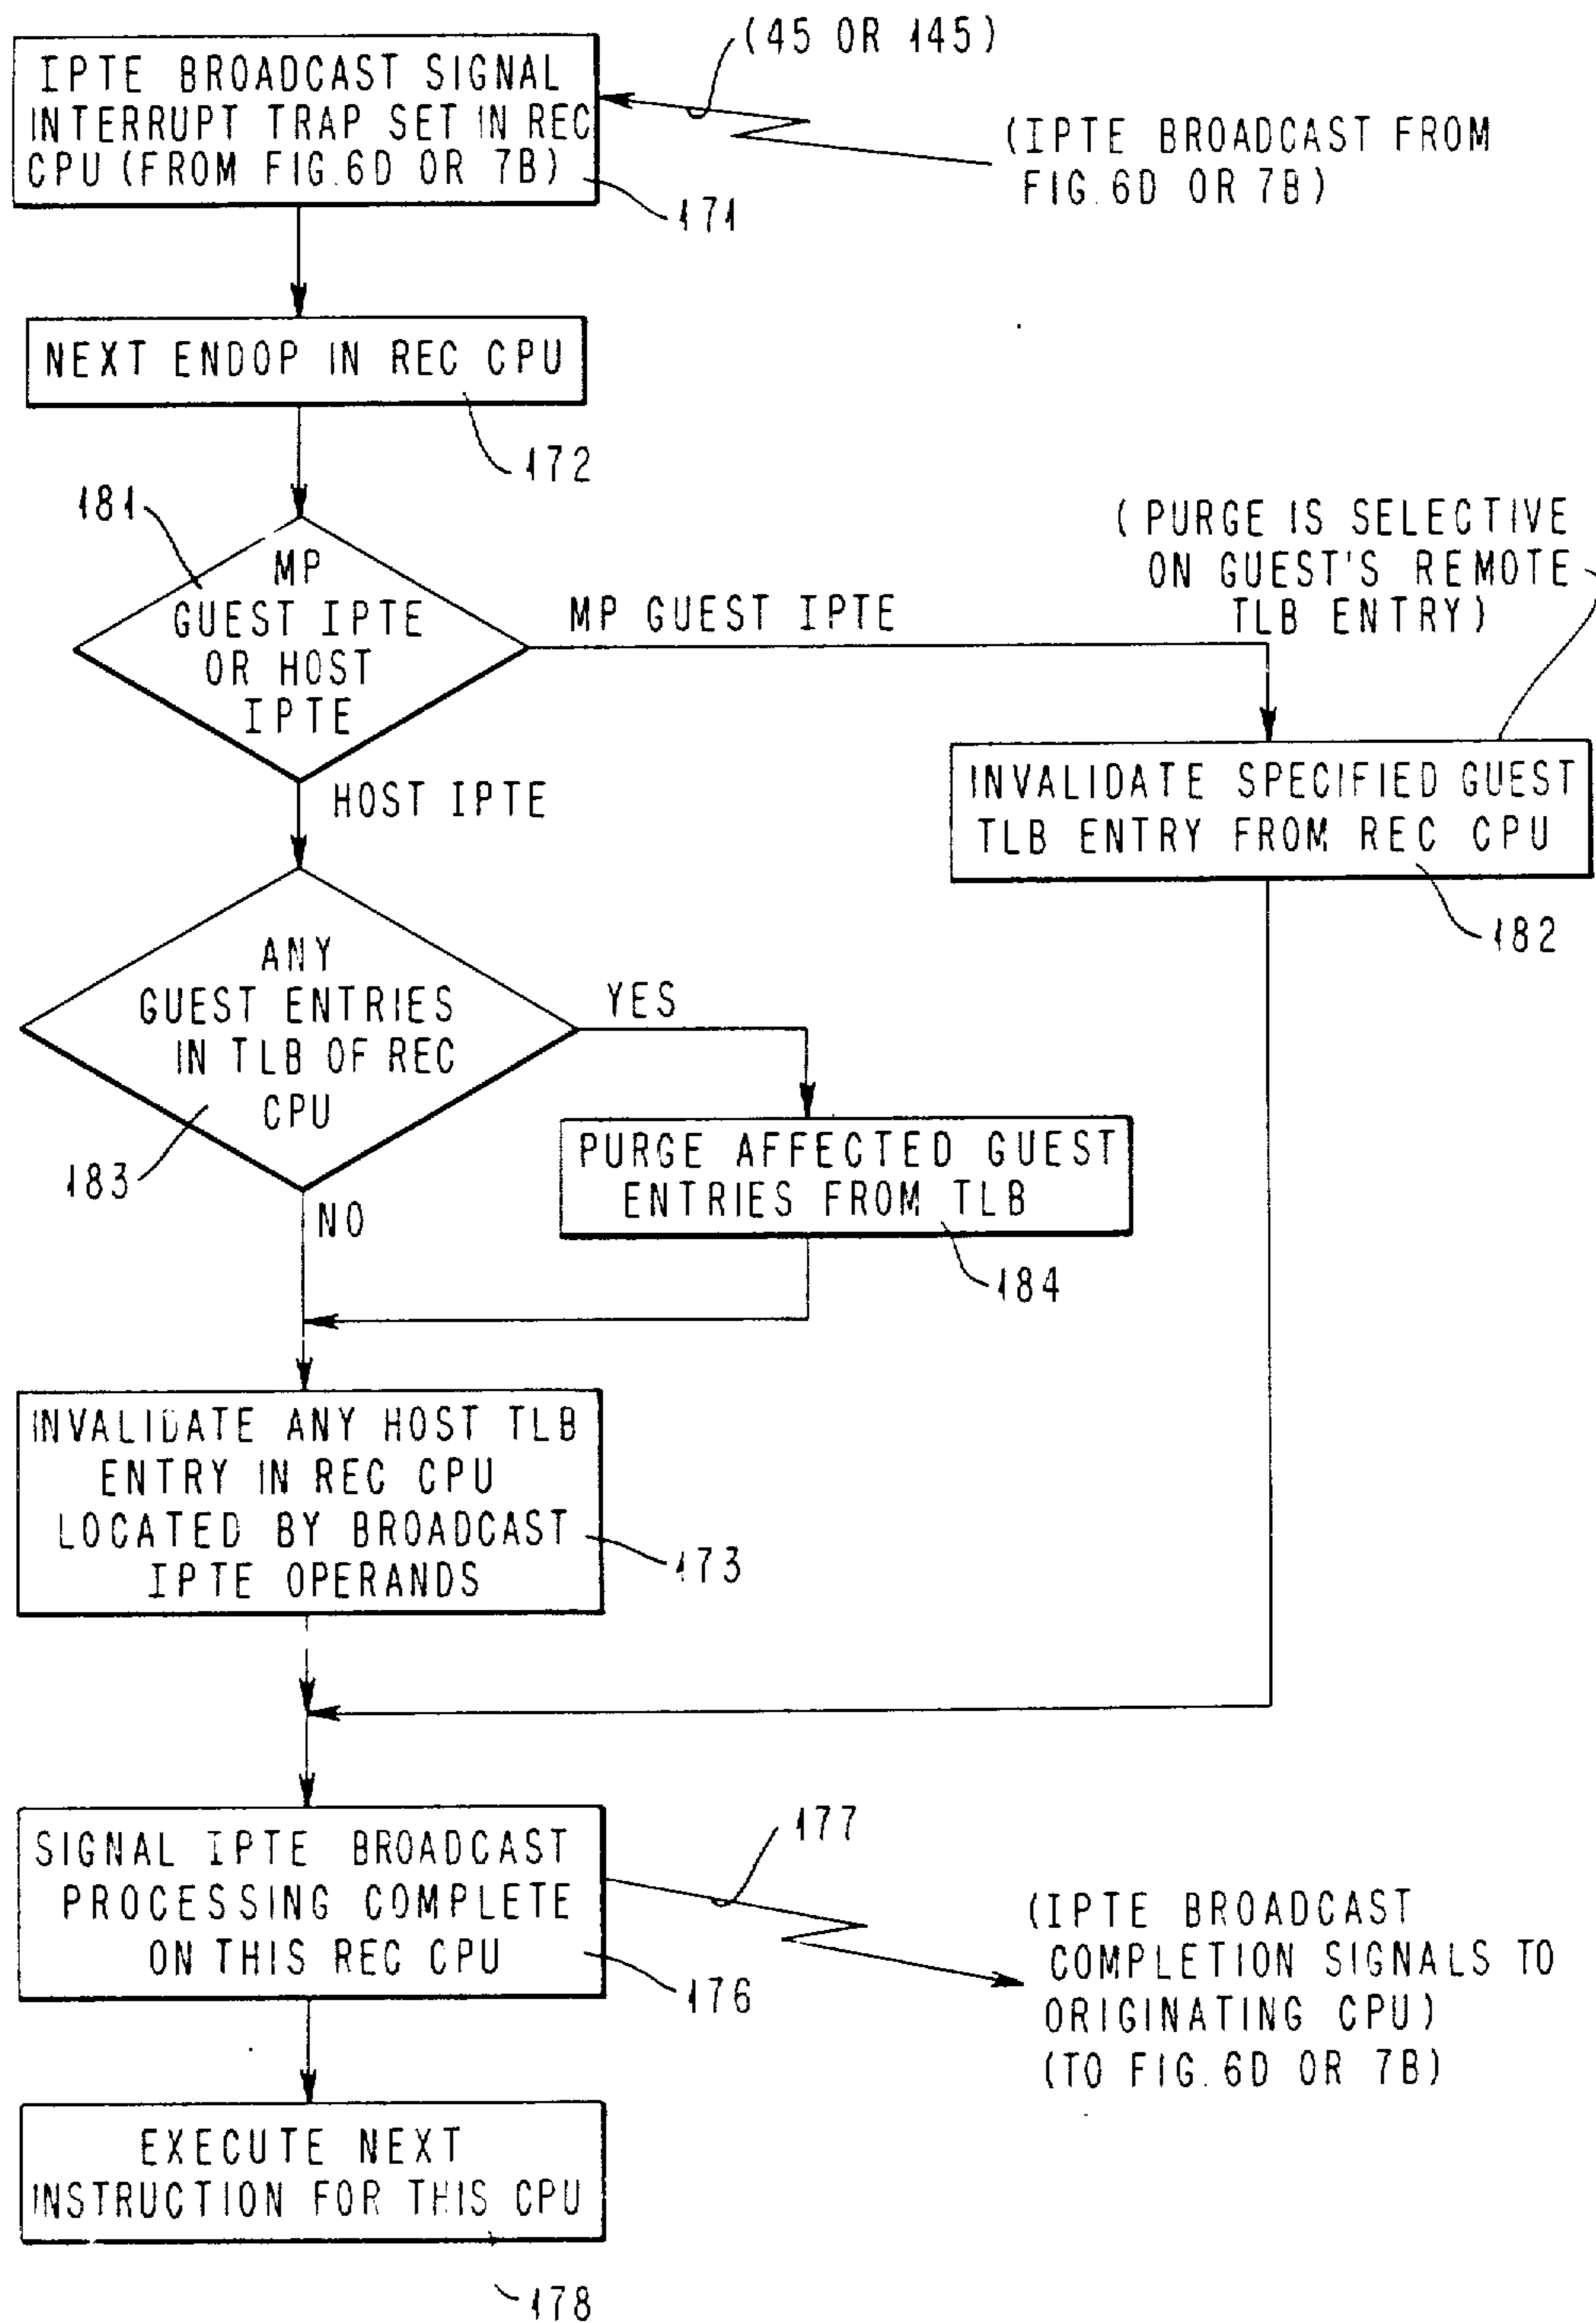 IPTE BROADCAST SIGNAL
INTERRUPT TRAP SET IN REC
CPU (FROM FIG.6D OR 7B)
171
(45 OR 145)
(IPTE BROADCAST FROM
FIG.6D OR 7B)
NEXT ENDOP IN REC CPU
172
181
MP
GUEST IPTE
OR HOST
IPTE
MP GUEST IPTE
HOST IPTE
(PURGE IS SELECTIVE
ON GUEST'S REMOTE
TLB ENTRY)
INVALIDATE SPECIFIED GUEST
TLB ENTRY FROM REC CPU
182
ANY
GUEST ENTRIES
IN TLB OF REC
CPU
183
YES
NO
PURGE AFFECTED GUEST
ENTRIES FROM TLB
184
INVALIDATE ANY HOST TLB
ENTRY IN REC CPU
LOCATED BY BROADCAST
IPTE OPERANDS
173
SIGNAL IPTE BROADCAST
PROCESSING COMPLETE
ON THIS REC CPU
176
177
(IPTE BROADCAST
COMPLETION SIGNALS TO
ORIGINATING CPU)
(TO FIG.6D OR 7B)
EXECUTE NEXT
INSTRUCTION FOR THIS CPU
178